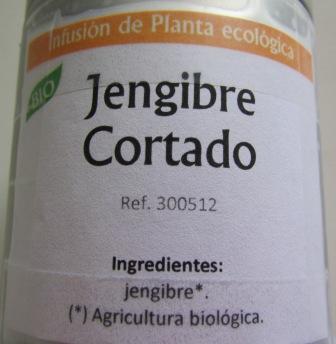 Infusión de Planta ecológica
BIO
Jengibre
Cortado
Ref. 300512
Ingredientes:
jengibre*.
(*) Agricultura biológica.